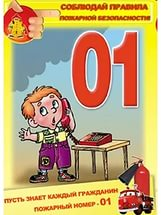 СОБЛЮДАЙ ПРАВИЛА
ПОЖАРНОЙ БЕЗОПАСНОСТИ!
01
ПУСТЬ ЗНАЕТ КАЖДЫЙ ГРАЖДАНИН
ПОЖАРНЫЙ НОМЕР - 01